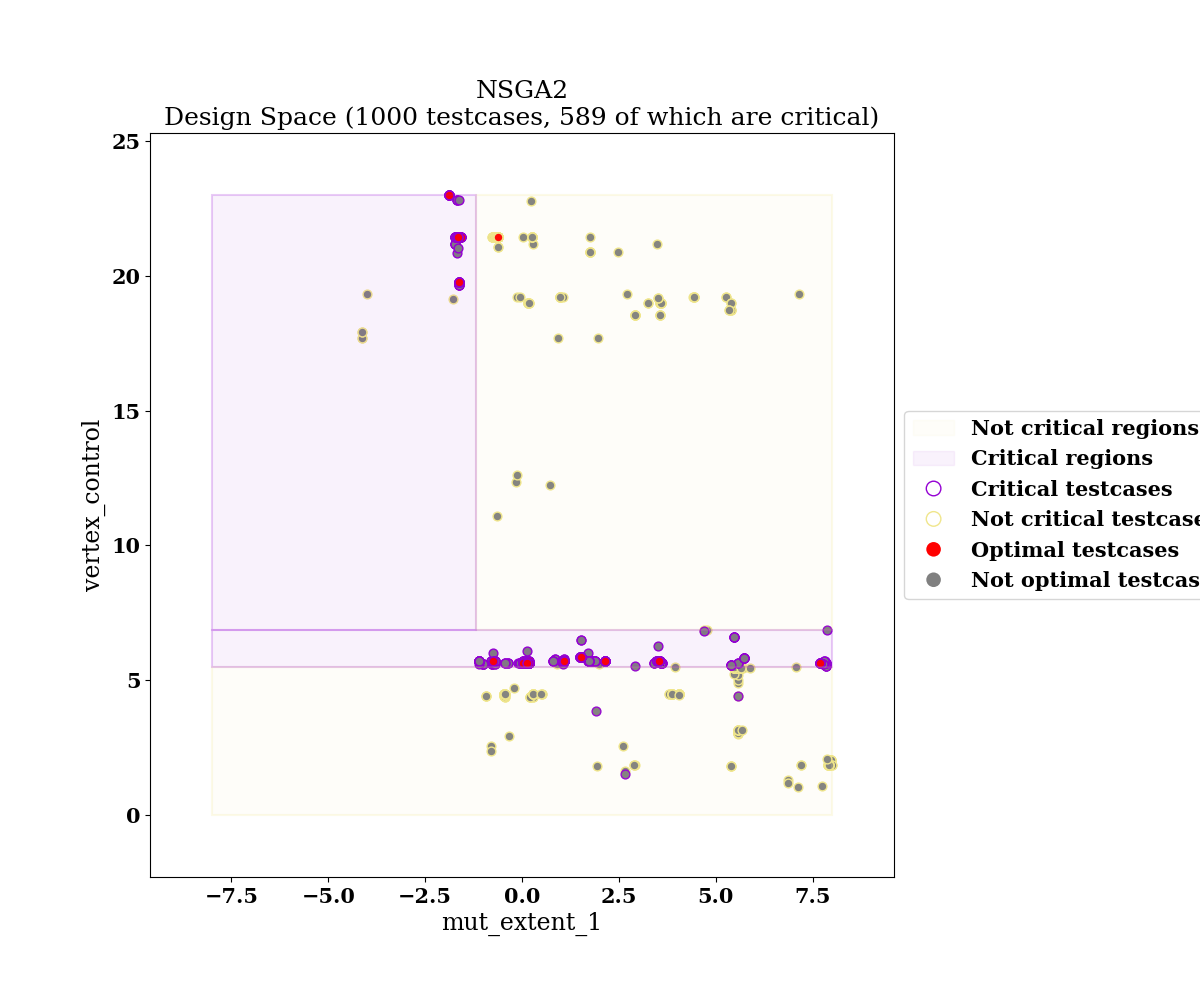 NSGA2
Design Space (1000 testcases, 589 of which are critical)
25
20
15
10
5
0
vertex_control
−7.5
−5.0
−2.5
0.0
2.5
5.0
7.5
mut_extent_1
Not critical regions
Critical regions
Critical testcases
Not critical testcase
Optimal testcases
Not optimal testcas